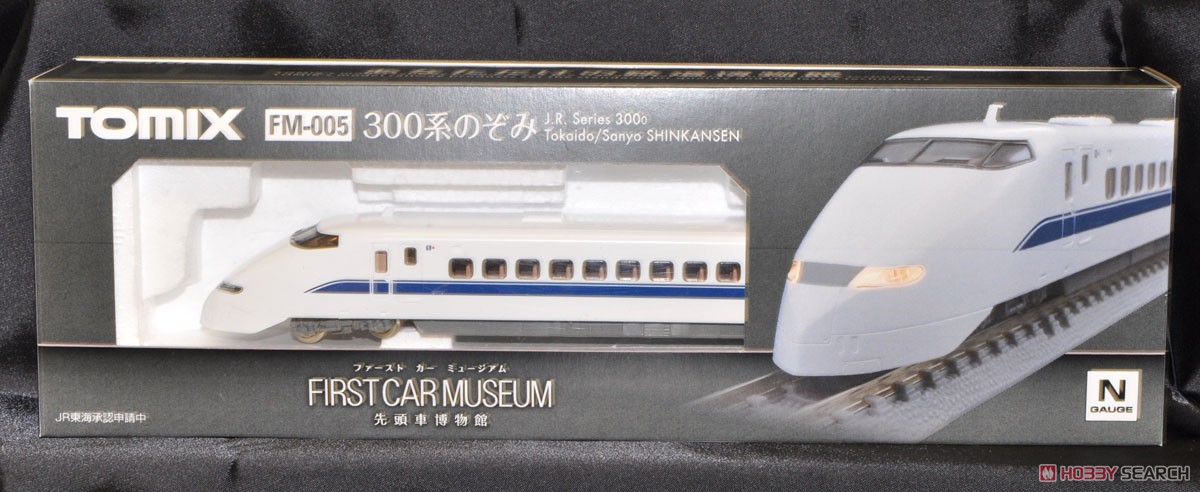 TOMIX
FM-005
300系のぞみ
J.R. Series 300₀
Tokaido/Sanyo SHINKANSEN
ファースト カー ミュージアム
FIRST CAR MUSEUM
先頭車博物館
JR東海承認申請中
N
GAUGE
HOBBY SEARCH